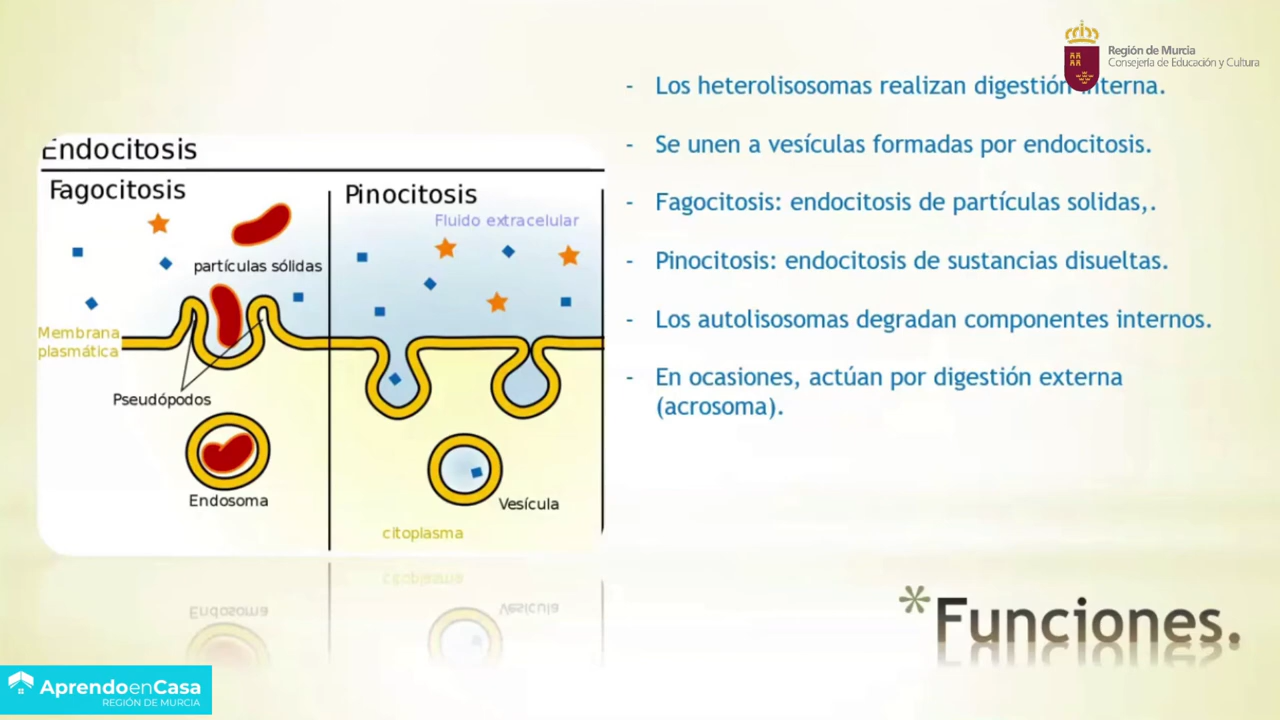 Región de Murcia
Consejería de Educación y Cultura
- Los heterolisosomas realizan digestión interna.
- Se unen a vesículas formadas por endocitosis.
- Fagocitosis: endocitosis de partículas solidas,.
- Pinocitosis: endocitosis de sustancias disueltas.
- Los autolisosomas degradan componentes internos.
- En ocasiones, actúan por digestión externa
(acrosoma).
Endocitosis
Fagocitosis
partículas sólidas
Membrana
plasmática
Pseudópodos
Endosoma
Pinocitosis
Fluido extracelular
Vesícula
citoplasma
*Funciones.
AprendoenCasa
REGIÓN DE MURCIA